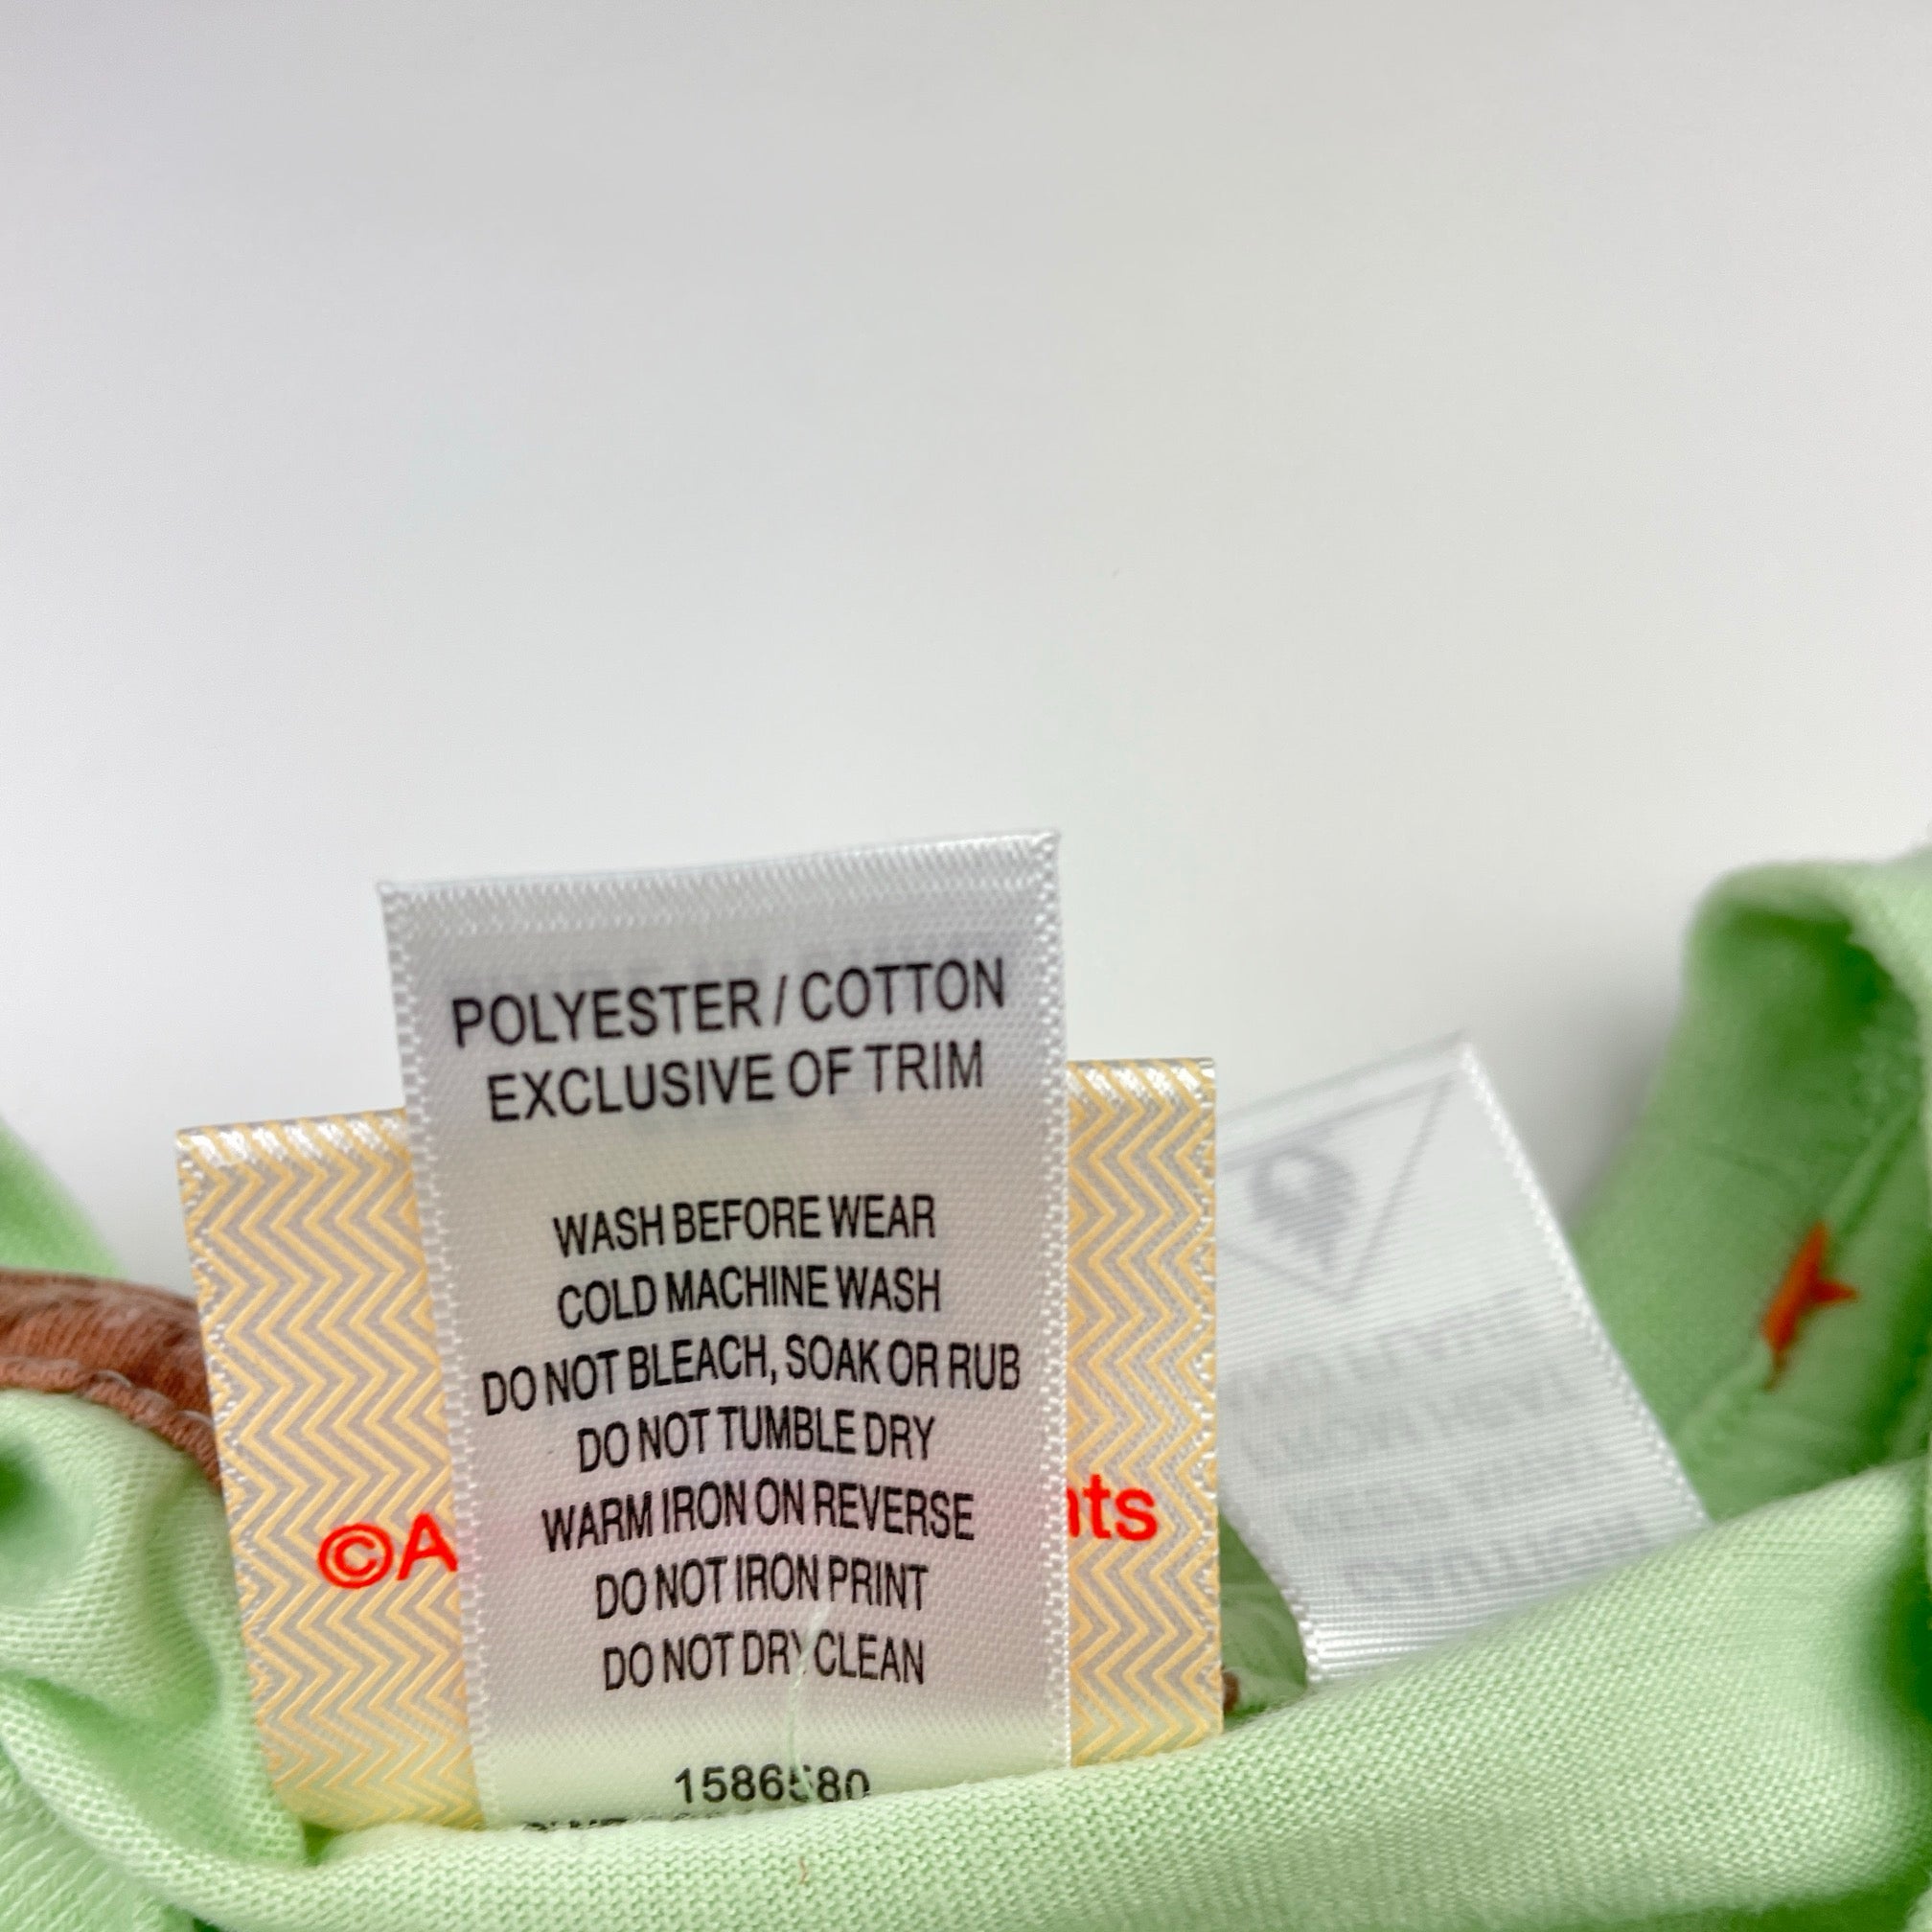 POLYESTER / COTTON
EXCLUSIVE OF TRIM
WASH BEFORE WEAR
COLD MACHINE WASH
DO NOT BLEACH, SOAK OR RUB
DO NOT TUMBLE DRY
WARM IRON ON REVERSE
DO NOT IRON PRINT
DO NOT DRY CLEAN
1586580